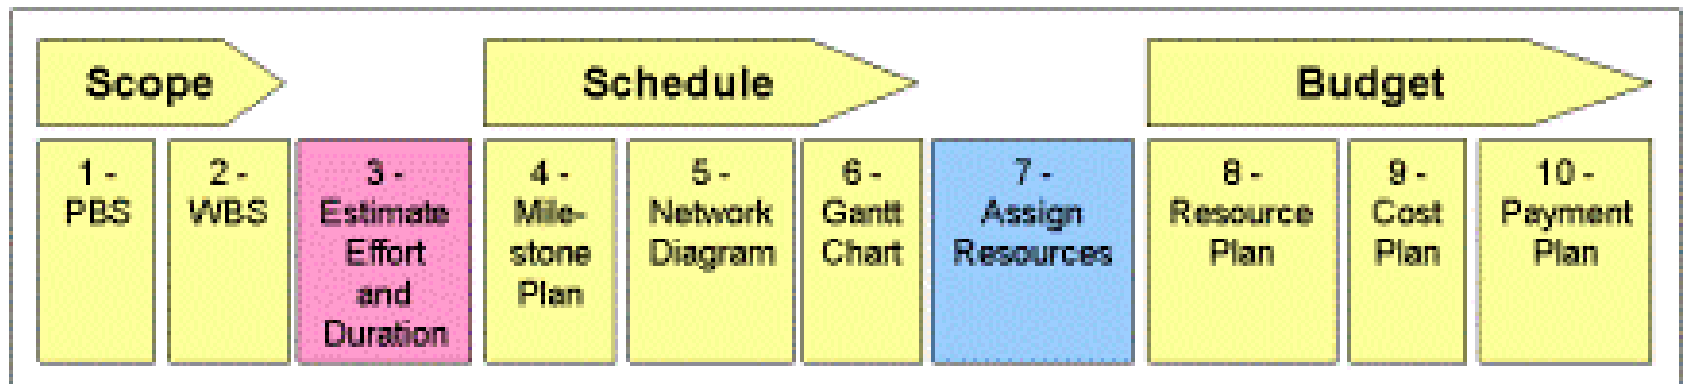 Scope
Schedule
Budget
1 -
PBS
2 -
WBS
3 -
Estimate
Effort
and
Duration
4 -
Mile-
stone
Plan
5 -
Network
Diagram
6 -
Gantt
Chart
7 -
Assign
Resources
8 -
Resource
Plan
9 -
Cost
Plan
10 -
Payment
Plan